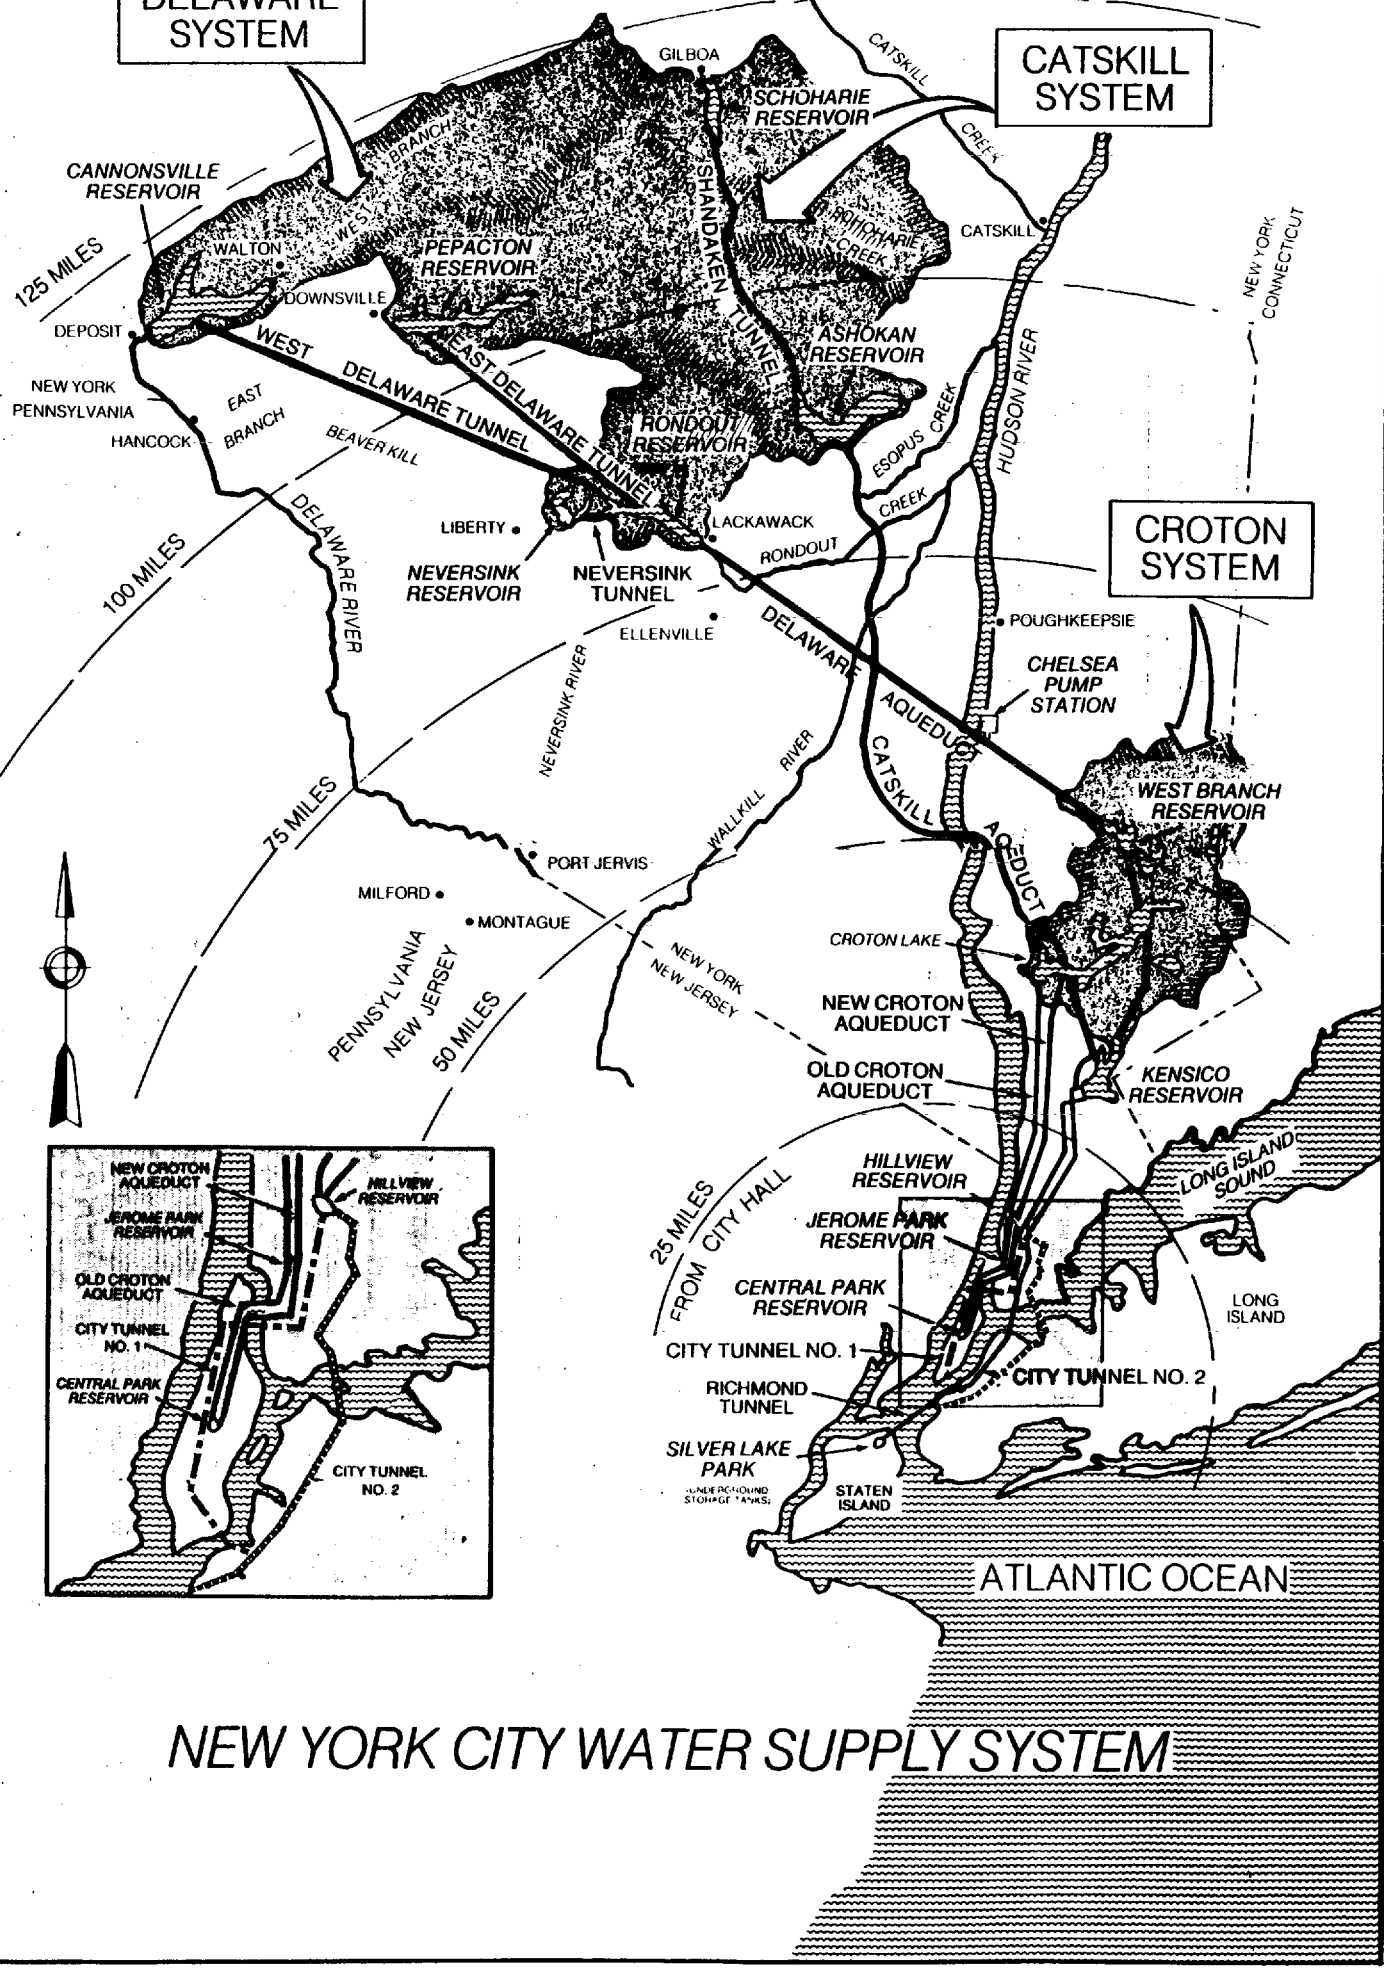 DELAWARE
SYSTEM
GILBOA
CATSKILL
CREEK
CATSKILL
SYSTEM
SCHOHARIE
RESERVOIR
CANNONSVILLE
RESERVOIR
WEST
BRANCH
SHANDAKEN TUNNEL
SCHOHARIE
CREEK
CATSKILL
NEW YORK
CONNECTICUT
125 MILES
WALTON
PEPACTON
RESERVOIR
DOWNSVILLE
DEPOSIT
WEST DELAWARE TUNNEL
EAST DELAWARE TUNNEL
ASHOKAN
RESERVOIR
HUDSON RIVER
NEW YORK
PENNSYLVANIA
HANCOCK
EAST
BRANCH
BEAVER KILL
RONDOUT
RESERVOIR
ESOPUS CREEK
DELAWARE RIVER
LIBERTY
LACKAWACK
RONDOUT CREEK
CROTON
SYSTEM
100 MILES
NEVERSINK
RESERVOIR
NEVERSINK
TUNNEL
ELLENVILLE
POUGHKEEPSIE
DELAWARE AQUEDUCT
CHELSEA
PUMP
STATION
NEVERSINK RIVER
CATSKILL AQEDUCT
WALLKILL RIVER
75 MILES
WEST BRANCH
RESERVOIR
PORT JERVIS
MILFORD
MONTAGUE
PENNSYLVANIA
NEW JERSEY
NEW YORK
NEW JERSEY
50 MILES
CROTON LAKE
NEW CROTON
AQUEDUCT
OLD CROTON
AQUEDUCT
KENSICO
RESERVOIR
LONG ISLAND
SOUND
25 MILES
FROM CITY HALL
HILLVIEW
RESERVOIR
JEROME PARK
RESERVOIR
CENTRAL PARK
RESERVOIR
LONG
ISLAND
CITY TUNNEL NO. 1
CITY TUNNEL NO. 2
RICHMOND
TUNNEL
SILVER LAKE
PARK
(UNDERGROUND
STORAGE TANKS)
STATEN
ISLAND
NEW CROTON
AQUEDUCT
HILLVIEW
RESERVOIR
JEROME PARK
RESERVOIR
OLD CROTON
AQUEDUCT
CITY TUNNEL
NO. 1
CENTRAL PARK
RESERVOIR
CITY TUNNEL
NO. 2
ATLANTIC OCEAN
NEW YORK CITY WATER SUPPLY SYSTEM